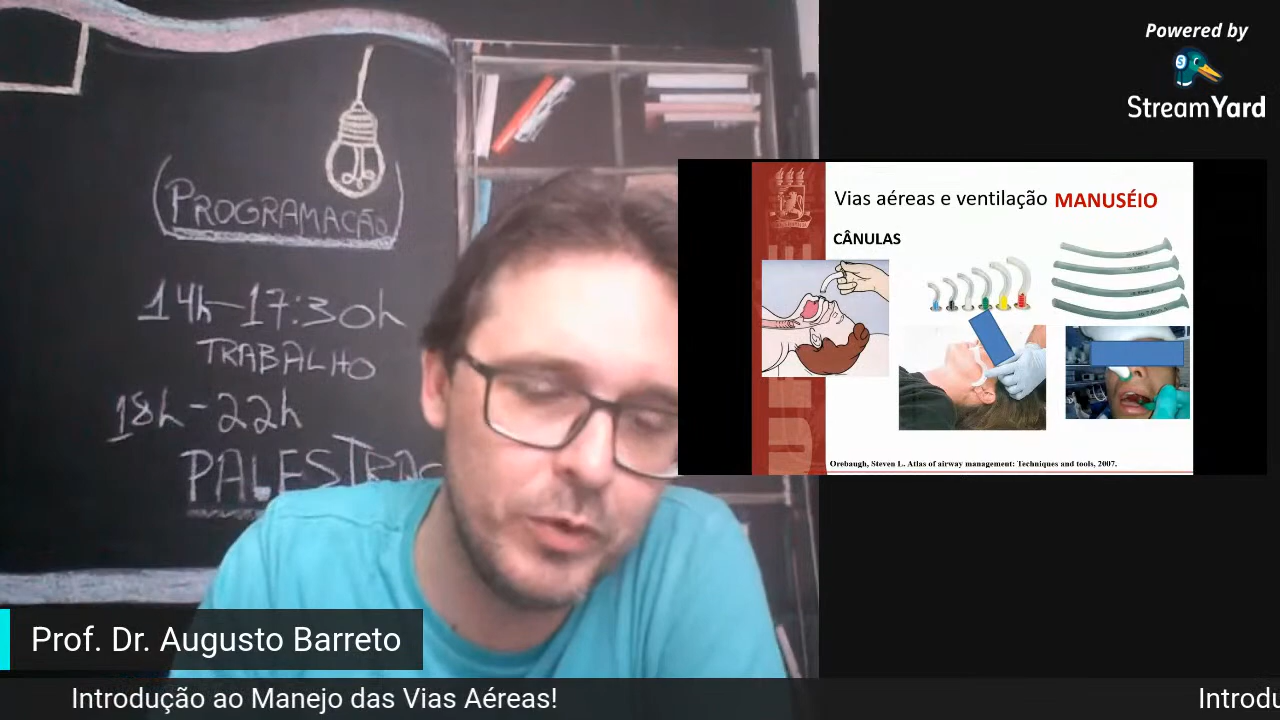 (PROGRAMAÇÃO)
14h-17:30h
TRABALHO
18h-22h
PALESTRAS
Powered by
StreamYard
Vias aéreas e ventilação MANUSÉIO
CÂNULAS
Orebaugh, Steven L. Atlas of airway management: Techniques and tools, 2007.
Prof. Dr. Augusto Barreto
Introdução ao Manejo das Vias Aéreas!
Introdu